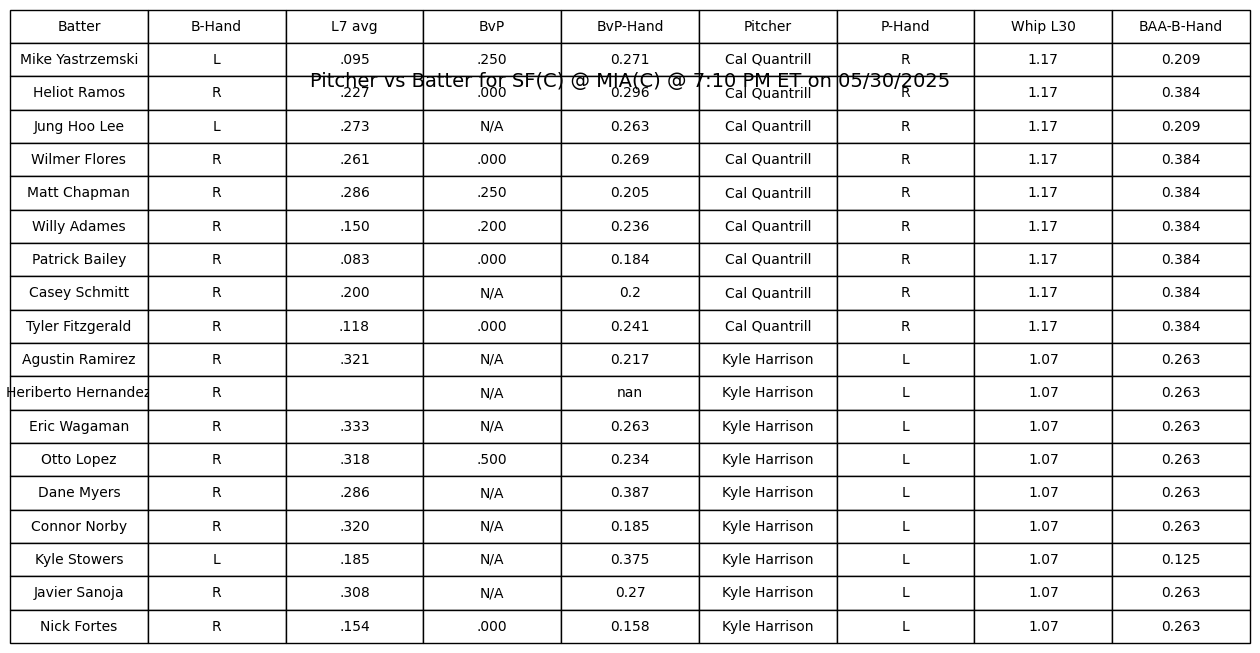 Batter B-Hand L7 avg BvP BvP-Hand Pitcher P-Hand Whip L30 BAA-B-Hand
Mike Yastrzemski L .095 .250 0.271 Cal Quantrill R 1.17 0.209
Pitcher vs Batter for SF(C) @ MIA(C) @ 7:10 PM ET on 05/30/2025
Heliot Ramos R .227 .000 0.296 Cal Quantrill R 1.17 0.384
Jung Hoo Lee L .273 N/A 0.263 Cal Quantrill R 1.17 0.209
Wilmer Flores R .261 .000 0.269 Cal Quantrill R 1.17 0.384
Matt Chapman R .286 .250 0.205 Cal Quantrill R 1.17 0.384
Willy Adames R .150 .200 0.236 Cal Quantrill R 1.17 0.384
Patrick Bailey R .083 .000 0.184 Cal Quantrill R 1.17 0.384
Casey Schmitt R .200 N/A 0.2 Cal Quantrill R 1.17 0.384
Tyler Fitzgerald R .118 .000 0.241 Cal Quantrill R 1.17 0.384
Agustin Ramirez R .321 N/A 0.217 Kyle Harrison L 1.07 0.263
Heriberto Hernandez R N/A nan Kyle Harrison L 1.07 0.263
Eric Wagaman R .333 N/A 0.263 Kyle Harrison L 1.07 0.263
Otto Lopez R .318 .500 0.234 Kyle Harrison L 1.07 0.263
Dane Myers R .286 N/A 0.387 Kyle Harrison L 1.07 0.263
Connor Norby R .320 N/A 0.185 Kyle Harrison L 1.07 0.263
Kyle Stowers L .185 N/A 0.375 Kyle Harrison L 1.07 0.125
Javier Sanoja R .308 N/A 0.27 Kyle Harrison L 1.07 0.263
Nick Fortes R .154 .000 0.158 Kyle Harrison L 1.07 0.263